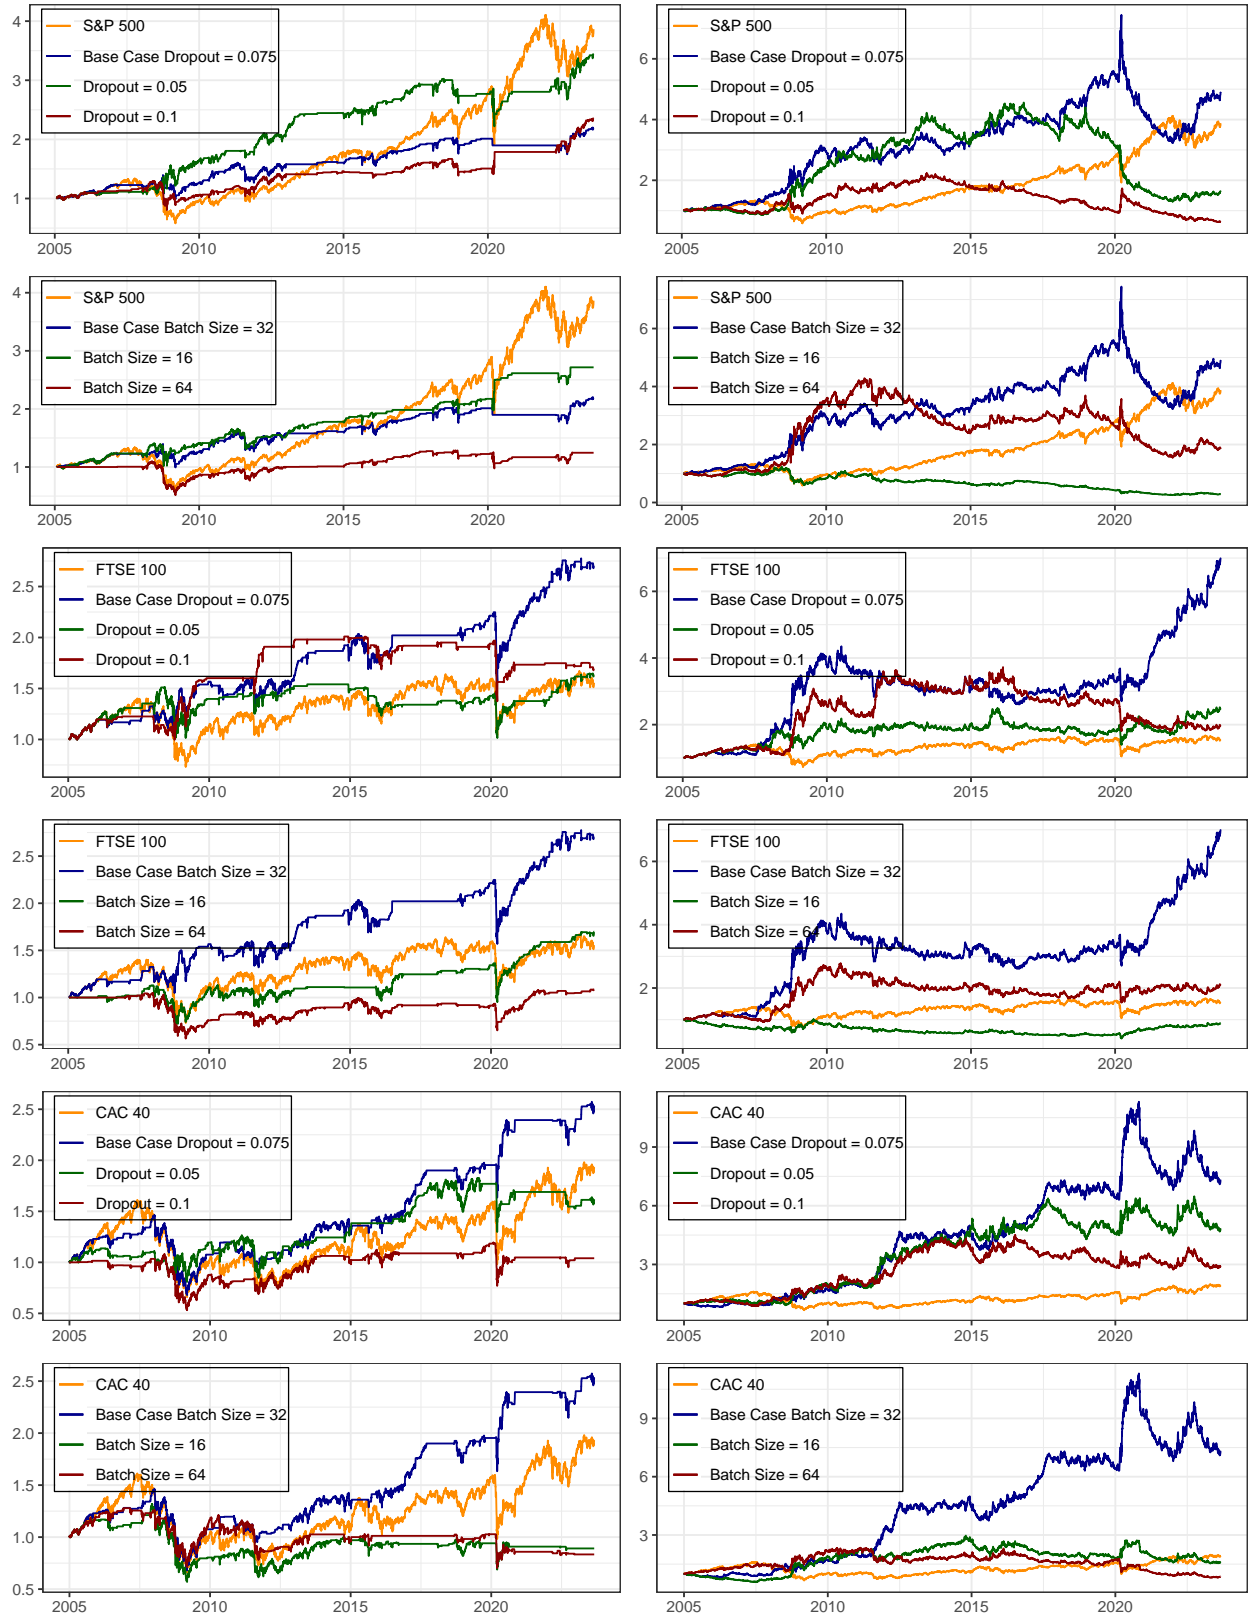 S&P 500
Base Case Dropout = 0.075
Dropout = 0.05
Dropout = 0.1
4
3
2
1
2005 2010 2015 2020
S&P 500
Base Case Dropout = 0.075
Dropout = 0.05
Dropout = 0.1
6
4
2
2005 2010 2015 2020
S&P 500
Base Case Batch Size = 32
Batch Size = 16
Batch Size = 64
4
3
2
1
2005 2010 2015 2020
S&P 500
Base Case Batch Size = 32
Batch Size = 16
Batch Size = 64
6
4
2
0
2005 2010 2015 2020
FTSE 100
Base Case Dropout = 0.075
Dropout = 0.05
Dropout = 0.1
2.5
2.0
1.5
1.0
2005 2010 2015 2020
FTSE 100
Base Case Dropout = 0.075
Dropout = 0.05
Dropout = 0.1
6
4
2
2005 2010 2015 2020
FTSE 100
Base Case Batch Size = 32
Batch Size = 16
Batch Size = 64
2.5
2.0
1.5
1.0
0.5
2005 2010 2015 2020
FTSE 100
Base Case Batch Size = 32
Batch Size = 16
Batch Size = 64
6
4
2
2005 2010 2015 2020
CAC 40
Base Case Dropout = 0.075
Dropout = 0.05
Dropout = 0.1
2.5
2.0
1.5
1.0
0.5
2005 2010 2015 2020
CAC 40
Base Case Dropout = 0.075
Dropout = 0.05
Dropout = 0.1
9
6
3
2005 2010 2015 2020
CAC 40
Base Case Batch Size = 32
Batch Size = 16
Batch Size = 64
2.5
2.0
1.5
1.0
0.5
2005 2010 2015 2020
CAC 40
Base Case Batch Size = 32
Batch Size = 16
Batch Size = 64
9
6
3
2005 2010 2015 2020